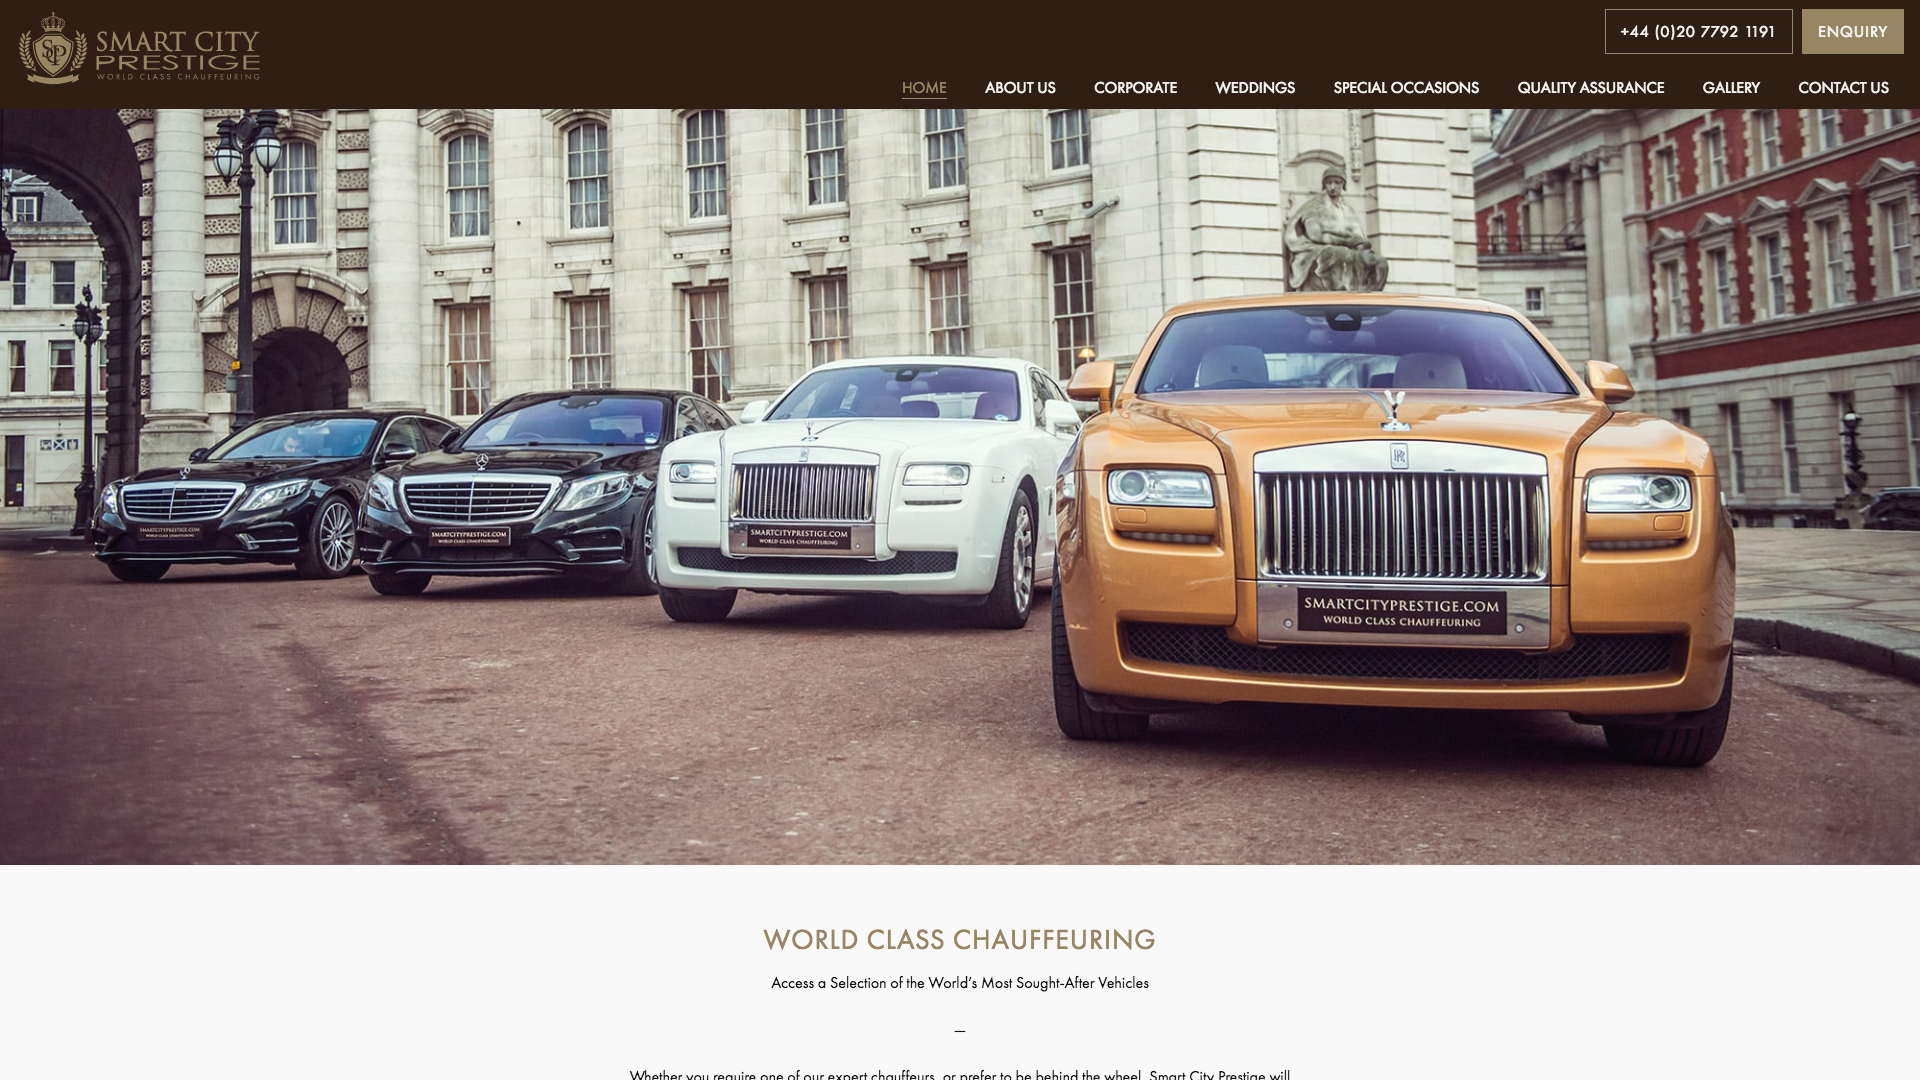 SCP
SMART CITY
PRESTIGE
WORLD CLASS CHAUFFEURING
+44 (0)20 7792 1191
ENQUIRY
HOME
ABOUT US
CORPORATE
WEDDINGS
SPECIAL OCCASIONS
QUALITY ASSURANCE
GALLERY
CONTACT US
SMARTCITYPRESTIGE.COM
WORLD CLASS CHAUFFEURING
SMARTCITYPRESTIGE.COM
WORLD CLASS CHAUFFEURING
SMARTCITYPRESTIGE.COM
WORLD CLASS CHAUFFEURING
SMARTCITYPRESTIGE.COM
WORLD CLASS CHAUFFEURING
WORLD CLASS CHAUFFEURING
Access a Selection of the World’s Most Sought-After Vehicles
—
Whether you require one of our expert chauffeurs, or prefer to be behind the wheel, Smart City Prestige will